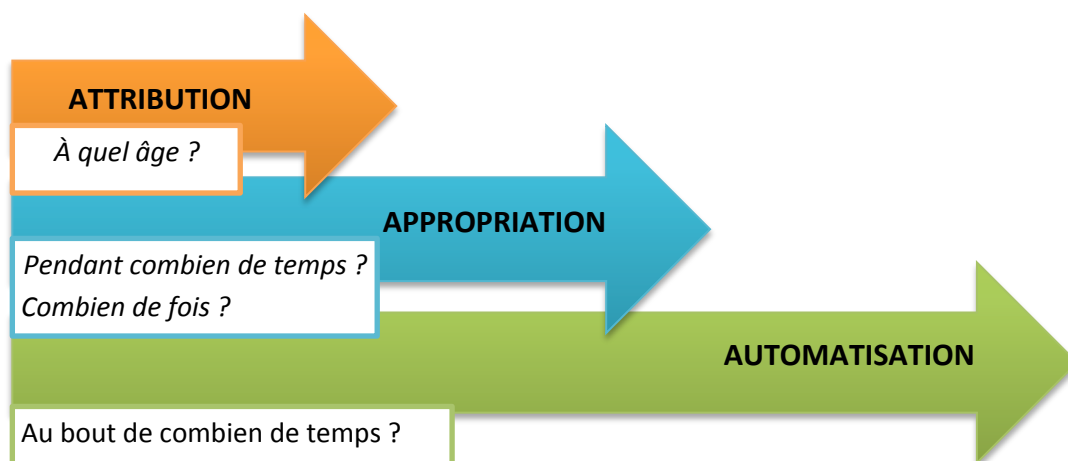 ATTRIBUTION
À quel âge ?
APPROPRIATION
Pendant combien de temps ?
Combien de fois ?
AUTOMATISATION
Au bout de combien de temps ?